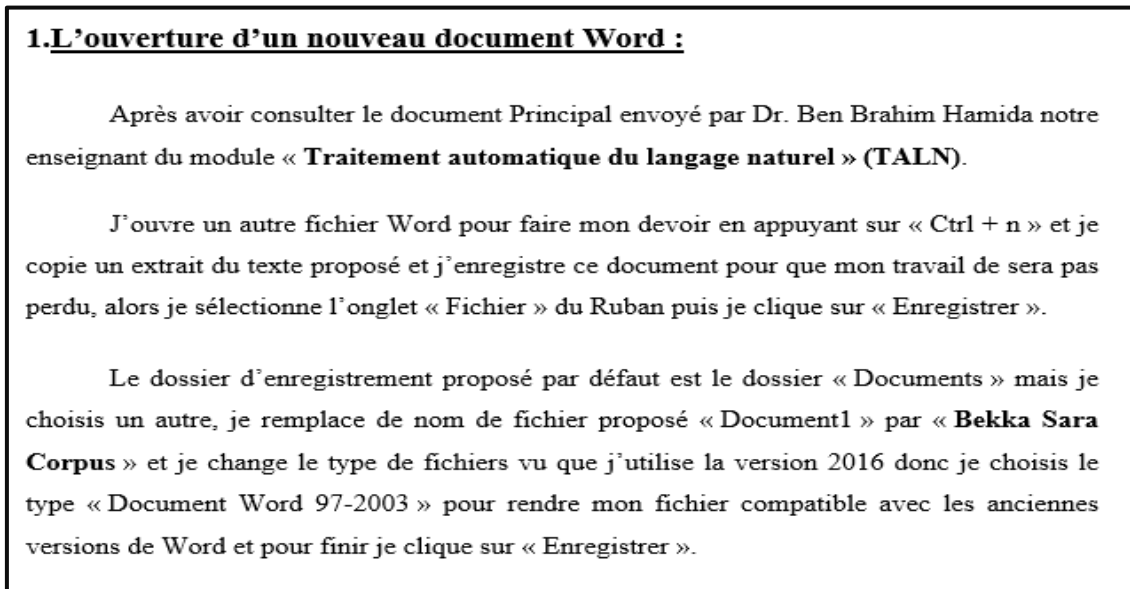 1.L’ouverture d’un nouveau document Word :
Après avoir consulter le document Principal envoyé par Dr. Ben Brahim Hamida notre
enseignant du module « Traitement automatique du langage naturel » (TALN).
J’ouvre un autre fichier Word pour faire mon devoir en appuyant sur « Ctrl + n » et je
copie un extrait du texte proposé et j’enregistre ce document pour que mon travail de sera pas
perdu, alors je sélectionne l’onglet « Fichier » du Ruban puis je clique sur « Enregistrer ».
Le dossier d’enregistrement proposé par défaut est le dossier « Documents » mais je
choisis un autre, je remplace de nom de fichier proposé « Document1 » par « Bekka Sara
Corpus » et je change le type de fichiers vu que j’utilise la version 2016 donc je choisis le
type « Document Word 97-2003 » pour rendre mon fichier compatible avec les anciennes
versions de Word et pour finir je clique sur « Enregistrer ».